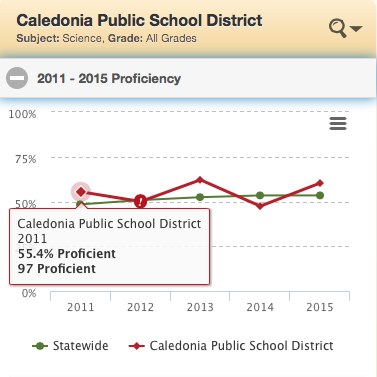 Caledonia Public School District
Subject: Science, Grade: All Grades
2011 - 2015 Proficiency
100%
75%
50%
Caledonia Public School District
2011
55.4% Proficient
97 Proficient
0%
2011 2012 2013 2014 2015
Statewide Caledonia Public School District